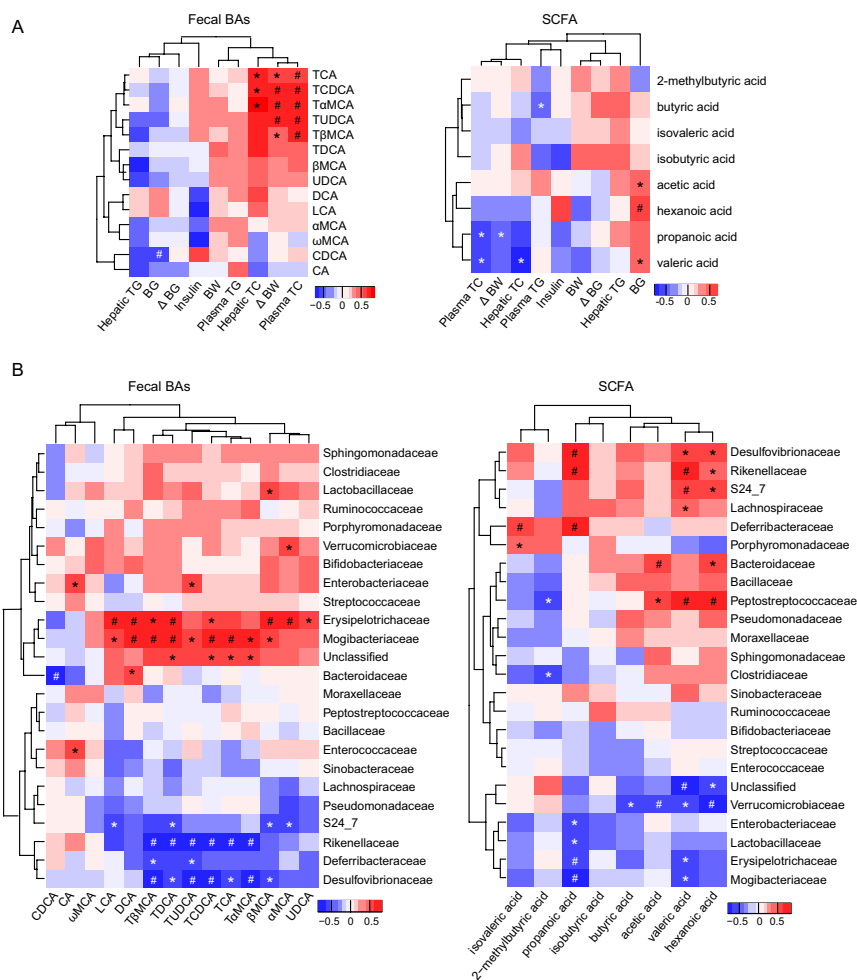 A
Fecal BAs
SCFA
TCA
TCDCA
TαMCA
TUDCA
TβMCA
TDCA
βMCA
UDCA
DCA
LCA
αMCA
ωMCA
CDCA
CA
* * #
* # #
* # #
# #
* #
#
Hepatic TG
BG
Δ BG
Insulin
BW
Plasma TG
Hepatic TC
Δ BW
Plasma TC
−0.5 0 0.5
2-methylbutyric acid
butyric acid
isovaleric acid
isobutyric acid
acetic acid
hexanoic acid
propanoic acid
valeric acid
*
*
#
* *
* * *
Plasma TC
Δ BW
Hepatic TC
Plasma TG
Insulin
BW
Δ BG
Hepatic TG
BG
−0.5 0 0.5
B
Fecal BAs
SCFA
Sphingomonadaceae
Clostridiaceae
Lactobacillaceae
Ruminococcaceae
Porphyromonadaceae
Verrucomicrobiaceae
Bifidobacteriaceae
Enterobacteriaceae
Streptococcaceae
Erysipelotrichaceae
Mogibacteriaceae
Unclassified
Bacteroidaceae
Moraxellaceae
Peptostreptococcaceae
Bacillaceae
Enterococcaceae
Sinobacteraceae
Lachnospiraceae
Pseudomonadaceae
S24_7
Rikenellaceae
Deferribacteraceae
Desulfovibrionaceae
*
*
* *
# # * # * # # *
* # # # * # # * *
* * * *
# *
*
* * * *
# # # # # #
* *
# * # # * # *
CDCA
CA
ωMCA
LCA
DCA
TβMCA
TDCA
TUDCA
TCDCA
TCA
TαMCA
βMCA
αMCA
UDCA
−0.5 0 0.5
Desulfovibrionaceae
Rikenellaceae
S24_7
Lachnospiraceae
Deferribacteraceae
Porphyromonadaceae
Bacteroidaceae
Bacillaceae
Peptostreptococcaceae
Pseudomonadaceae
Moraxellaceae
Sphingomonadaceae
Clostridiaceae
Sinobacteraceae
Ruminococcaceae
Bifidobacteriaceae
Streptococcaceae
Enterococcaceae
Unclassified
Verrucomicrobiaceae
Enterobacteriaceae
Lactobacillaceae
Erysipelotrichaceae
Mogibacteriaceae
# * *
# # *
# *
*
# #
*
# *
* * # #
*
# *
* # * #
*
*
# *
# *
isovaleric acid
2-methylbutyric acid
propanoic acid
isobutyric acid
butyric acid
acetic acid
valeric acid
hexanoic acid
−0.5 0 0.5